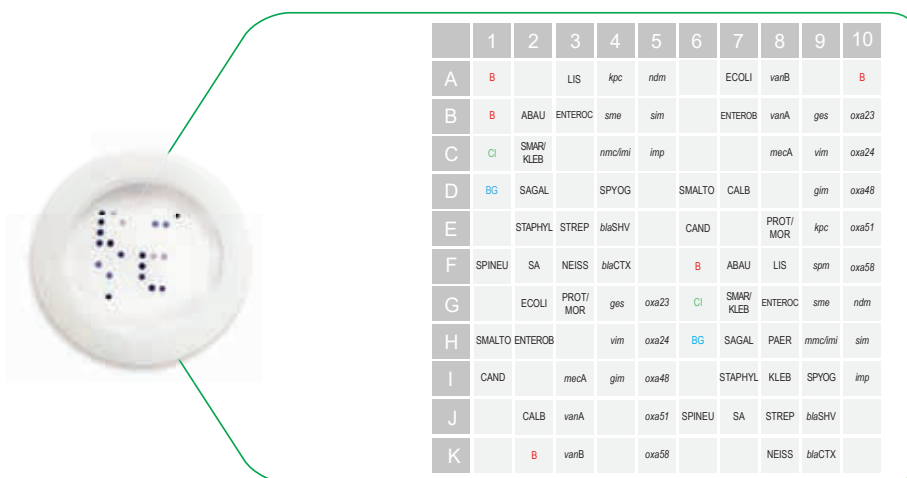 1 2 3 4 5 6 7 8 9 10
A B LIS kpc ndm ECOLI vanB B
B B ABAU ENTEROC sme sim ENTEROB vanA ges oxa23
C CI SMAR/KLEB nmc/imi imp mecA vim oxa24
D BG SAGAL SPYOG SMALTO CALB gim oxa48
E STAPHYL STREP blaSHV CAND PROT/MOR kpc oxa51
F SPINEU SA NEISS blaCTX B ABAU LIS spm oxa58
G ECOLI PROT/MOR ges oxa23 CI SMAR/KLEB ENTEROC sme ndm
H SMALTO ENTEROB vim oxa24 BG SAGAL PAER mmc/imi sim
I CAND mecA gim oxa48 STAPHYL KLEB SPYOG imp
J CALB vanA oxa51 SPINEU SA STREP blaSHV
K B vanB oxa58 NEISS blaCTX